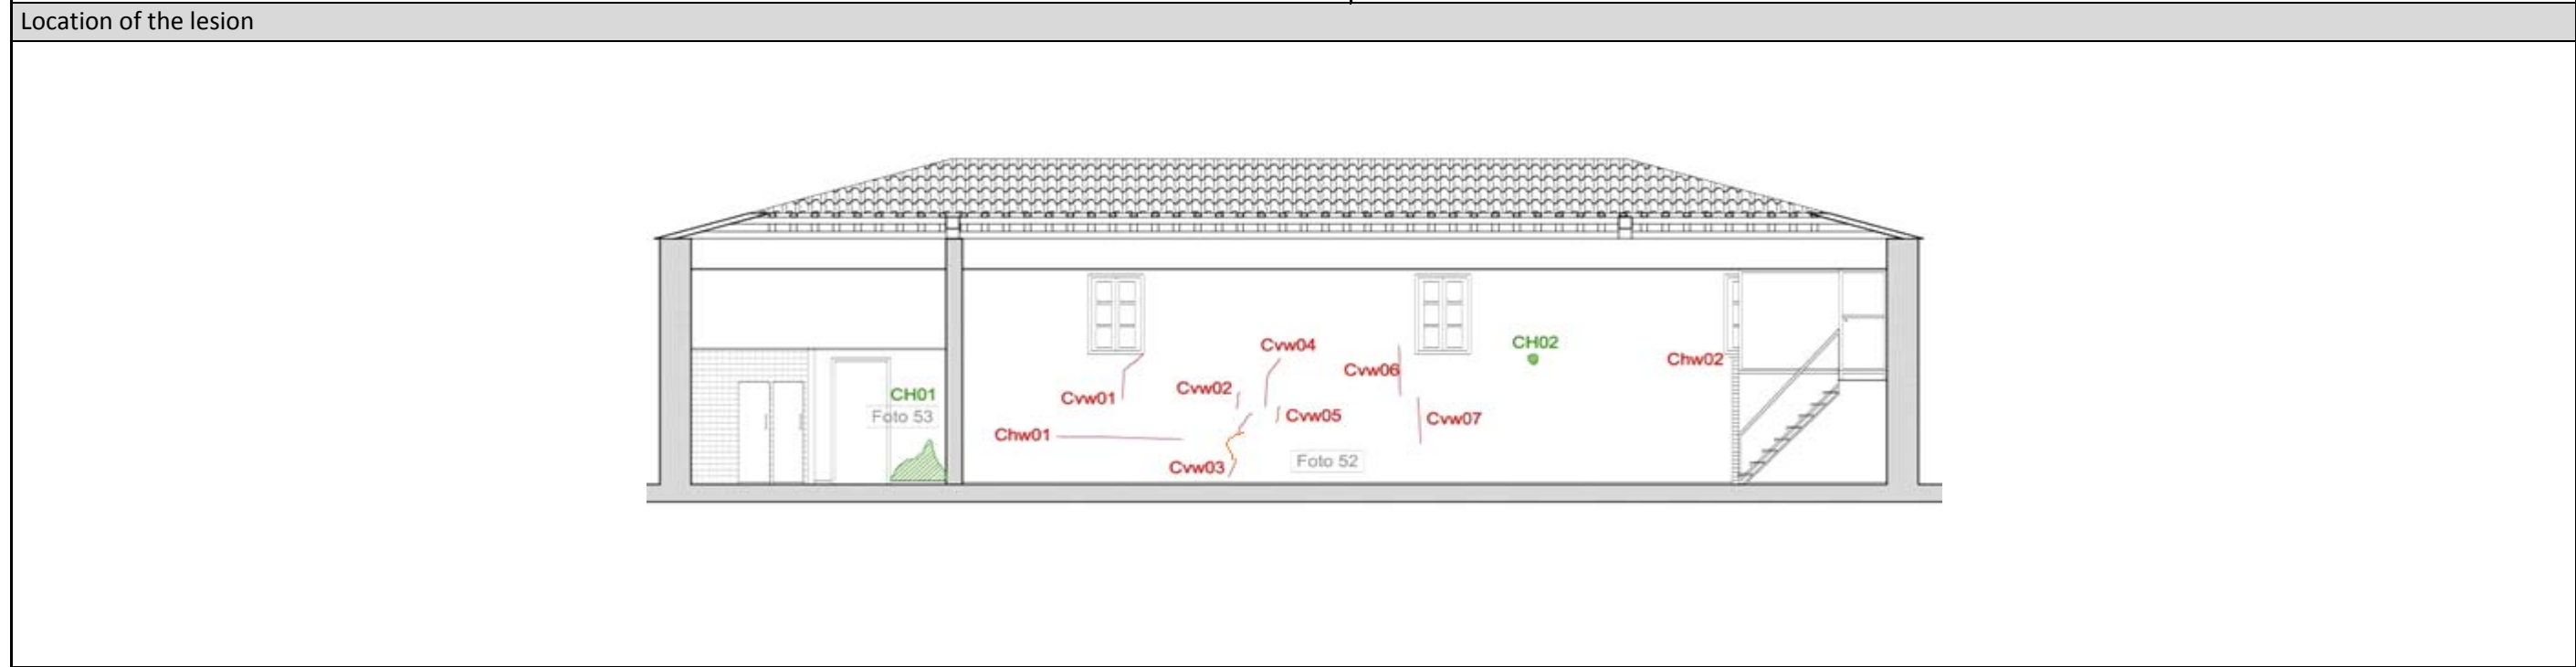 Location of the lesion
CH02
Cvw04
Chw02
Cvw06
Cvw02
CH01
Cvw01
Foto 53
Cvw05
Cvw07
Chw01
Foto 52
Cvw03